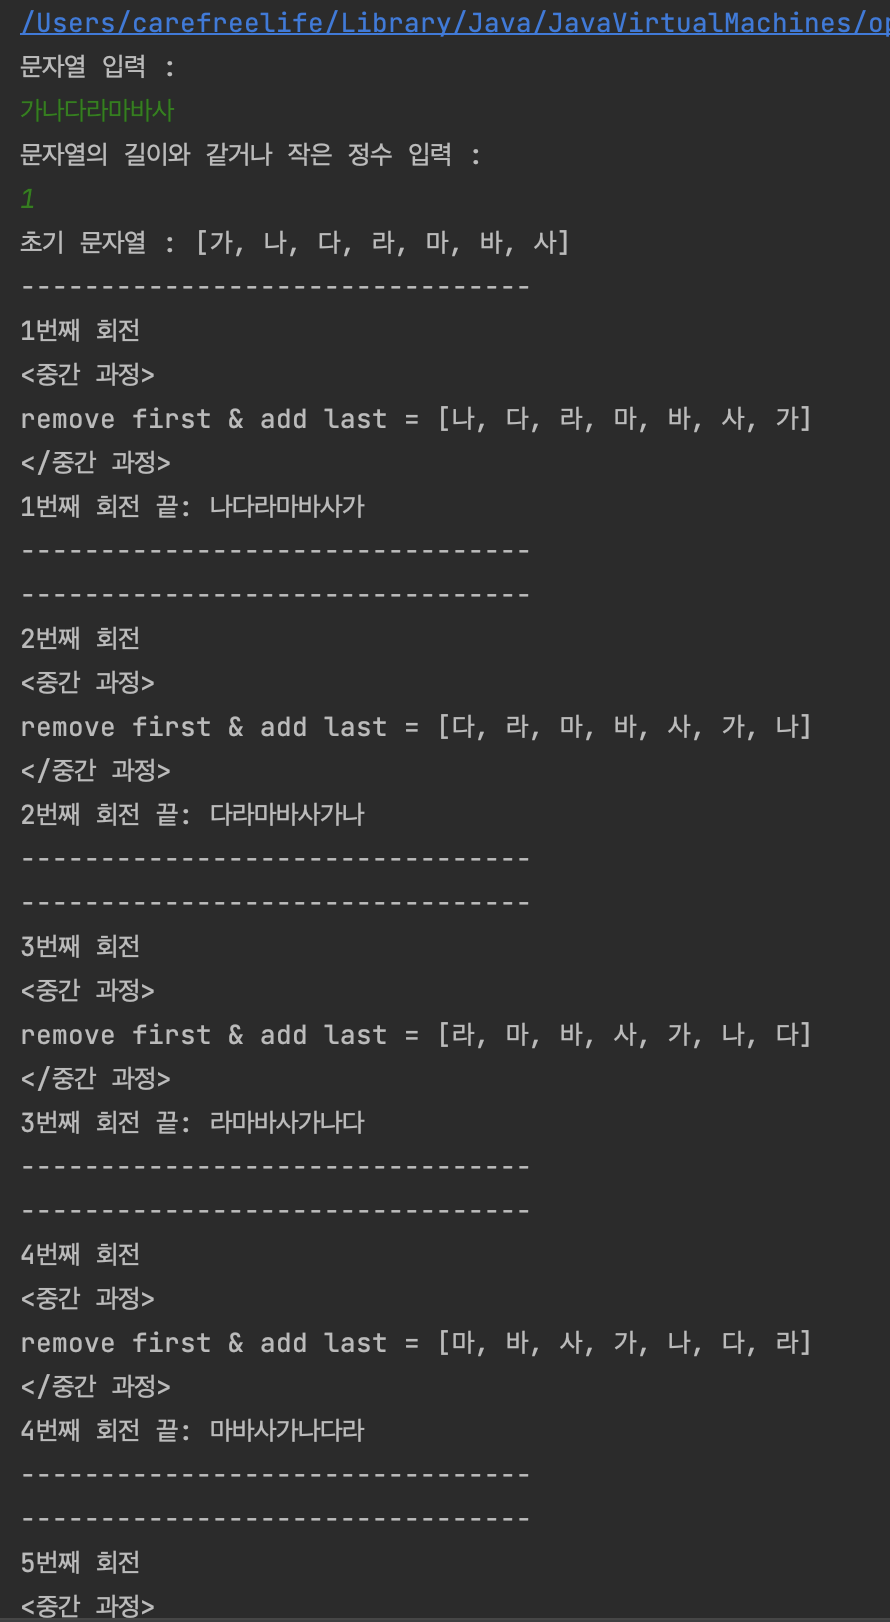 /Users/carefreelife/Library/Java/JavaVirtualMachines/op
문자열 입력 :
가나다라마바사
문자열의 길이와 같거나 작은 정수 입력 :
1
초기 문자열 : [가, 나, 다, 라, 마, 바, 사]
--------------------------------
1번째 회전
<중간 과정>
remove first & add last = [나, 다, 라, 마, 바, 사, 가]
</중간 과정>
1번째 회전 끝: 나다라마바사가
--------------------------------
--------------------------------
2번째 회전
<중간 과정>
remove first & add last = [다, 라, 마, 바, 사, 가, 나]
</중간 과정>
2번째 회전 끝: 다라마바사가나
--------------------------------
--------------------------------
3번째 회전
<중간 과정>
remove first & add last = [라, 마, 바, 사, 가, 나, 다]
</중간 과정>
3번째 회전 끝: 라마바사가나다
--------------------------------
--------------------------------
4번째 회전
<중간 과정>
remove first & add last = [마, 바, 사, 가, 나, 다, 라]
</중간 과정>
4번째 회전 끝: 마바사가나다라
--------------------------------
--------------------------------
5번째 회전
<중간 과정>